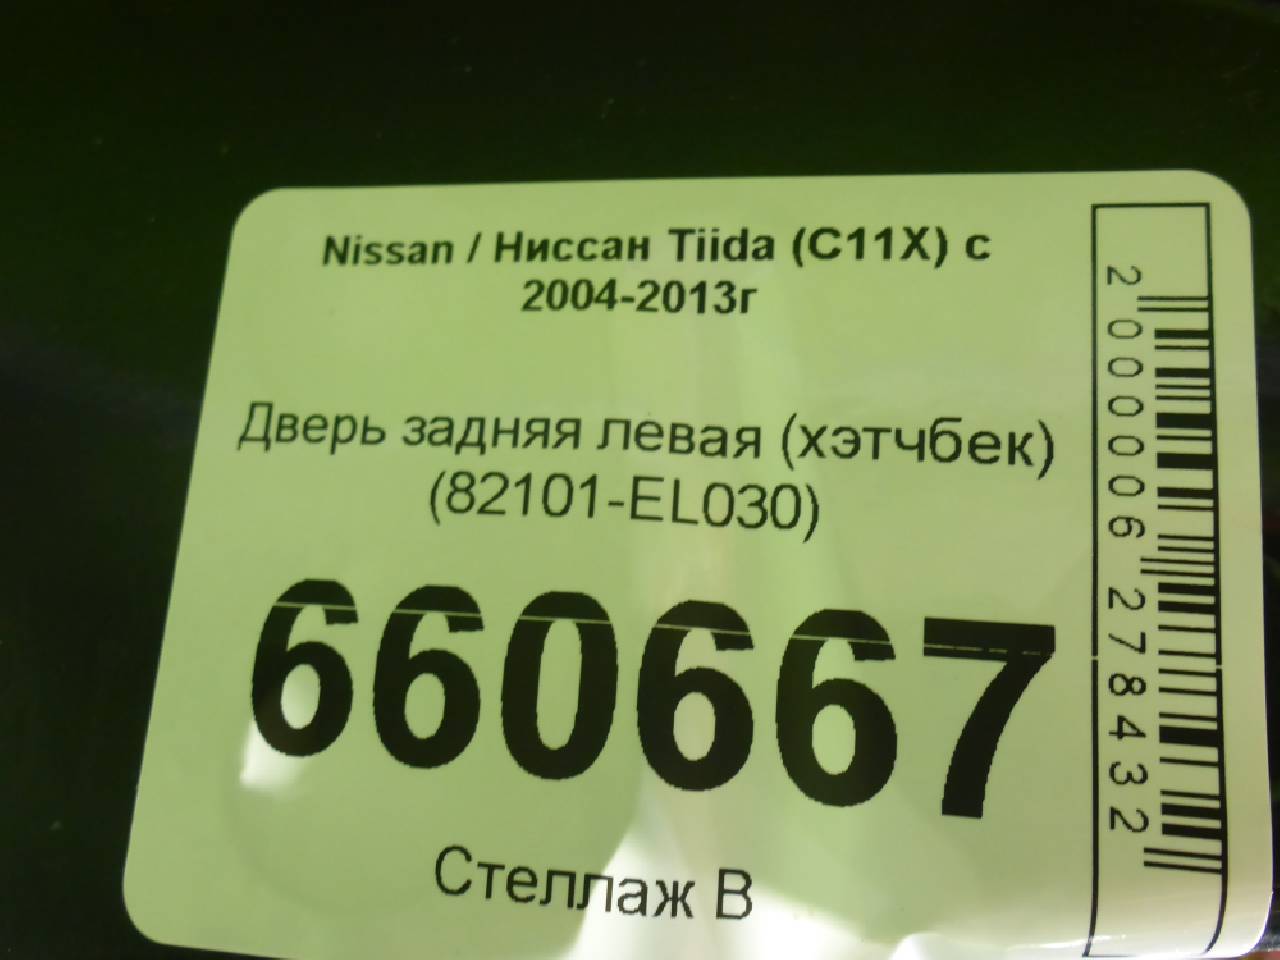 Nissan / Ниссан Tiida (C11X) с
2004-2013г
Дверь задняя левая (хэтчбек)
(82101-EL030)
660667
Стеллаж В
2000006278432